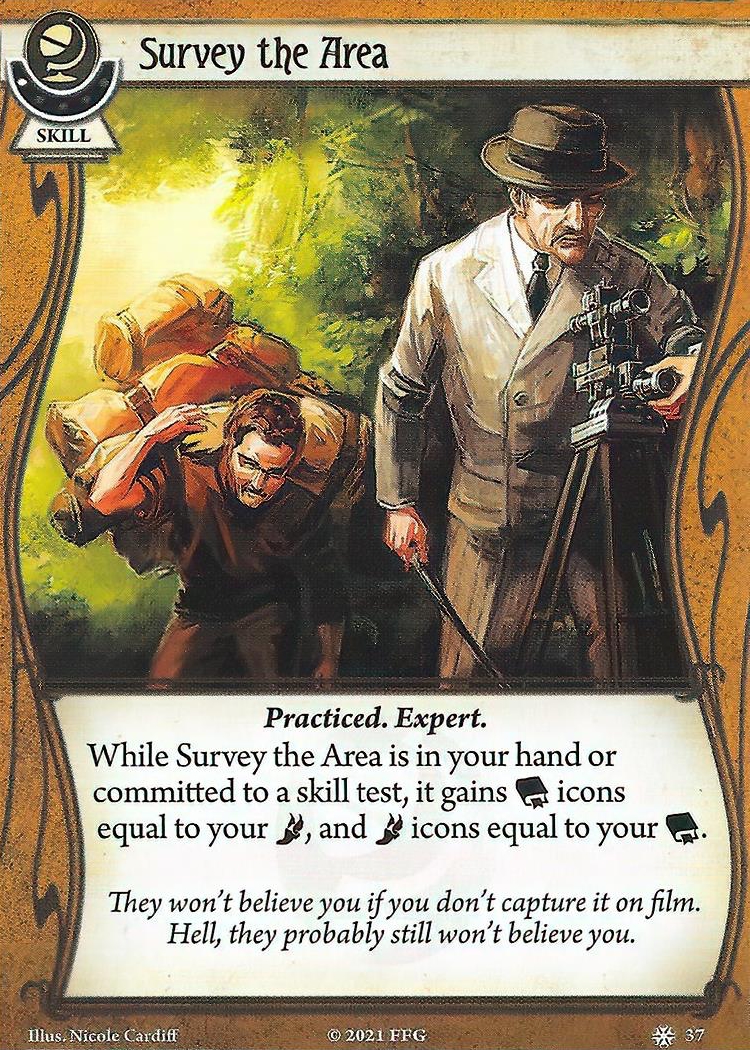 Survey the Area
SKILL
Practiced. Expert.
While Survey the Area is in your hand or
committed to a skill test, it gains icons
equal to your , and icons equal to your .
They won't believe you if you don't capture it on film.
Hell, they probably still won't believe you.
Illus. Nicole Cardiff © 2021 FFG 37